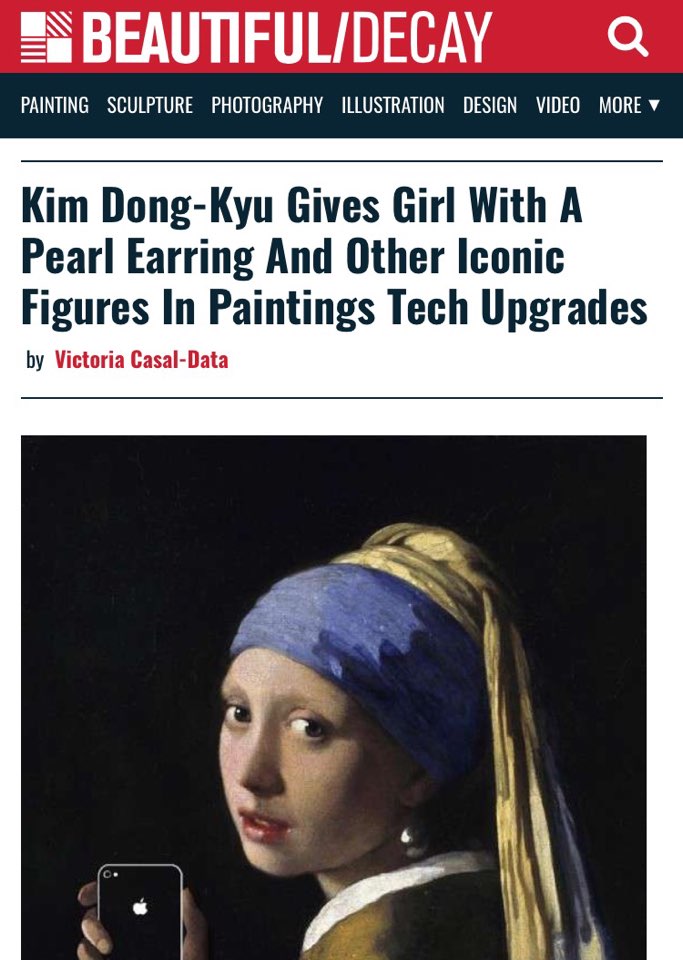 BEAUTIFUL/DECAY
PAINTING SCULPTURE PHOTOGRAPHY ILLUSTRATION DESIGN VIDEO MORE ▼
Kim Dong-Kyu Gives Girl With A
Pearl Earring And Other Iconic
Figures In Paintings Tech Upgrades
by Victoria Casal-Data